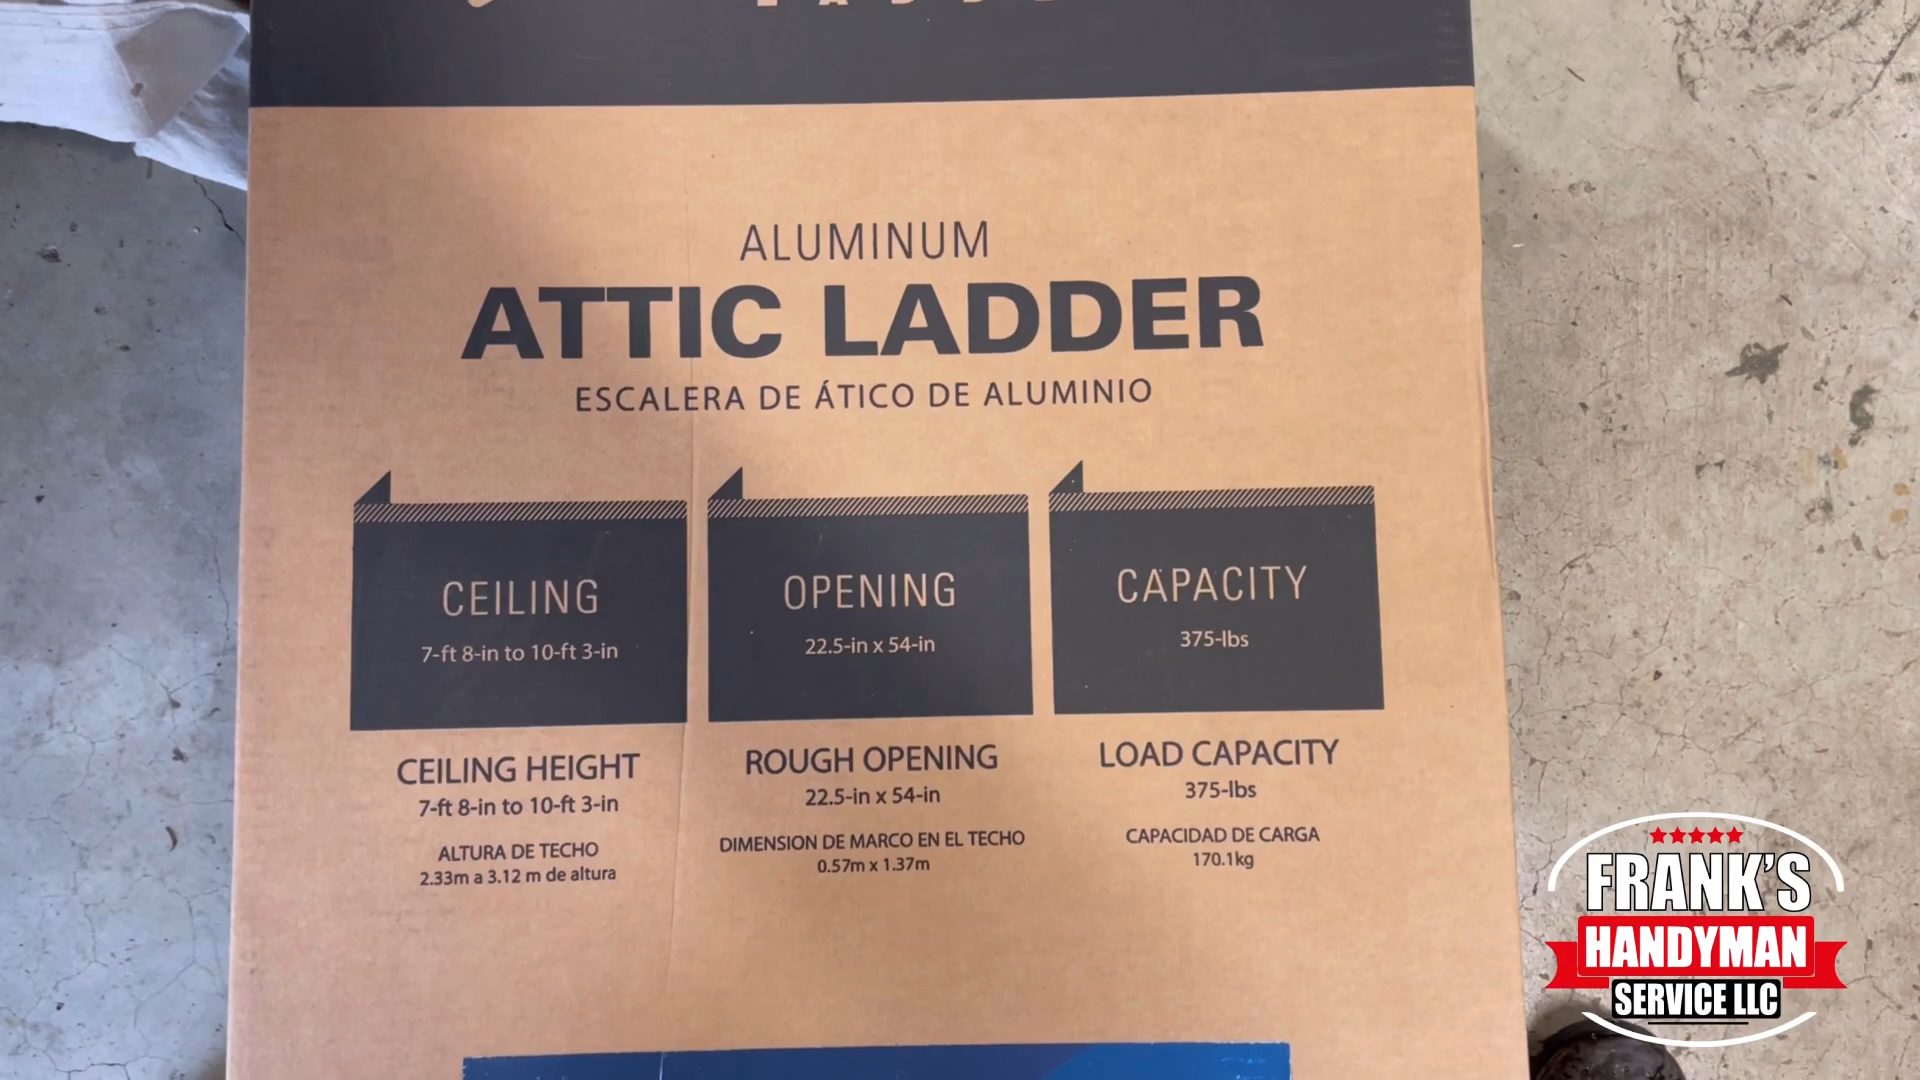 ALUMINUM
ATTIC LADDER
ESCALERA DE ÁTICO DE ALUMINIO
CEILING
7-ft 8-in to 10-ft 3-in
OPENING
22.5-in x 54-in
CAPACITY
375-lbs
CEILING HEIGHT
7-ft 8-in to 10-ft 3-in
ALTURA DE TECHO
2.33m a 3.12 m de altura
ROUGH OPENING
22.5-in x 54-in
DIMENSION DE MARCO EN EL TECHO
0.57m x 1.37m
LOAD CAPACITY
375-lbs
CAPACIDAD DE CARGA
170.1kg
FRANK'S
HANDYMAN
SERVICE LLC